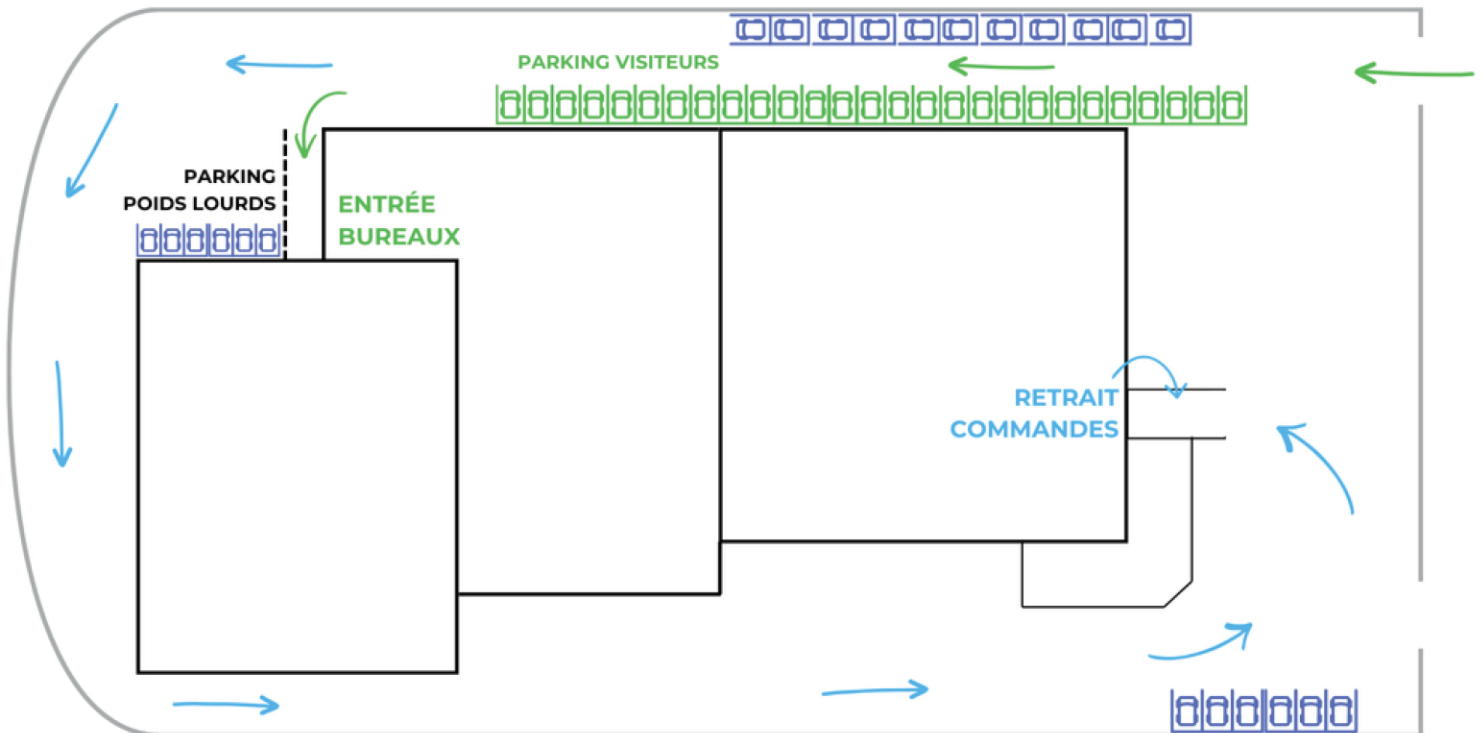 PARKING VISITEURS
PARKING
POIDS LOURDS
ENTRÉE
BUREAUX
RETRAIT
COMMANDES